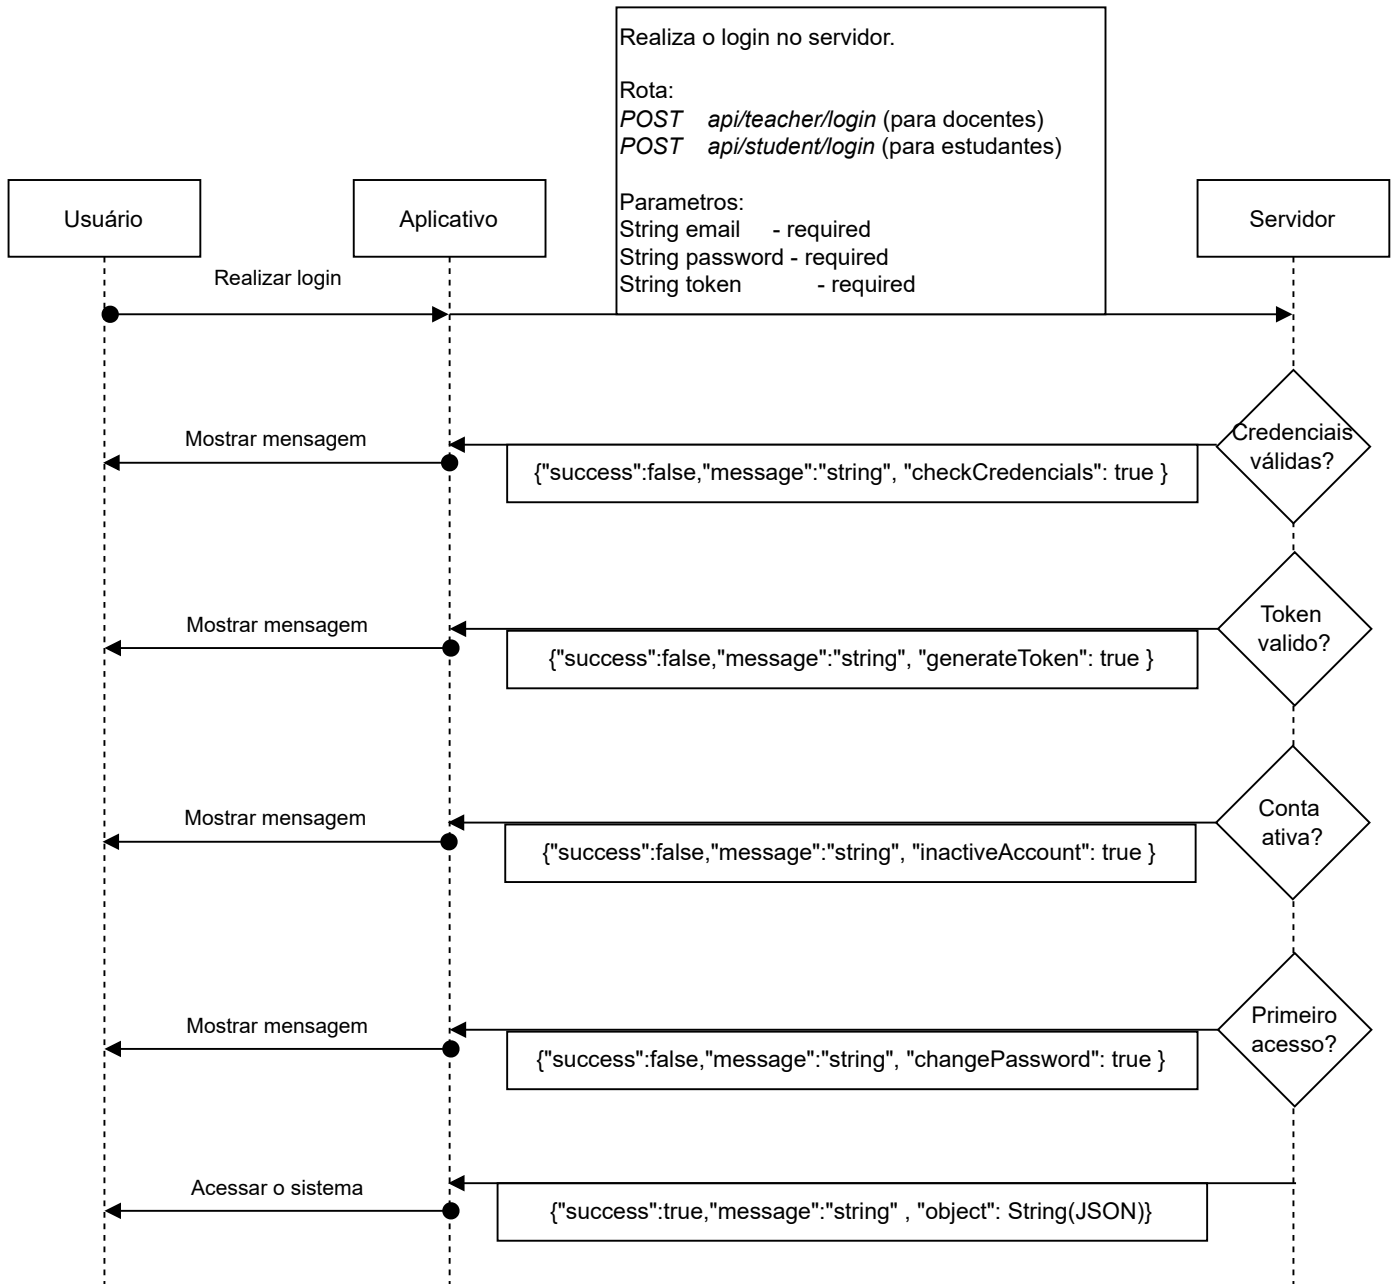 Realiza o login no servidor.
Rota:
POST    api/teacher/login (para docentes)
POST    api/student/login (para estudantes)
Parametros:
String email     - required
String password - required
String token            - required
Usuário
Aplicativo
Servidor
Realizar login
Credenciais
válidas?
Mostrar mensagem
{"success":false,"message":"string", "checkCredencials": true }
Token
valido?
Mostrar mensagem
{"success":false,"message":"string", "generateToken": true }
Conta
ativa?
Mostrar mensagem
{"success":false,"message":"string", "inactiveAccount": true }
Primeiro
acesso?
Mostrar mensagem
{"success":false,"message":"string", "changePassword": true }
Acessar o sistema
{"success":true,"message":"string" , "object": String(JSON)}